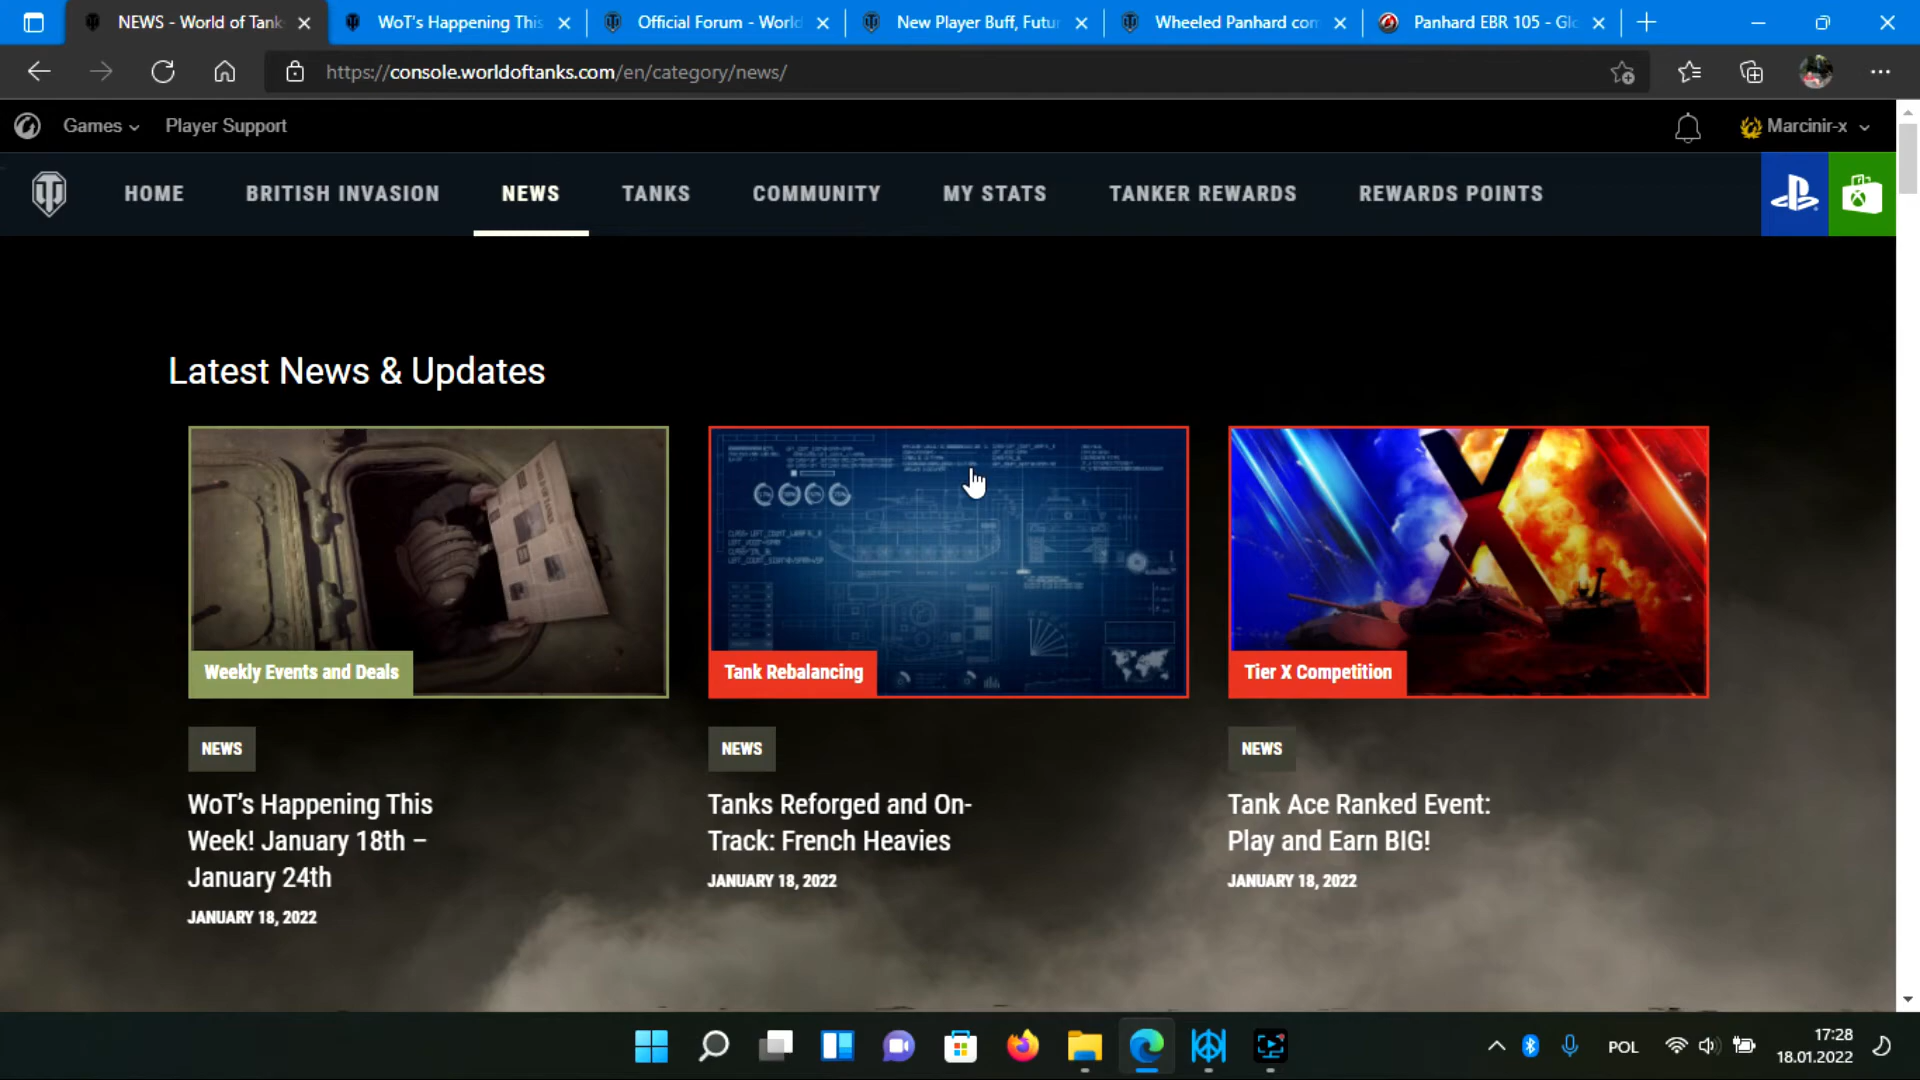 NEWS - World of Tank
WoT's Happening This
Official Forum - World
New Player Buff, Futu
Wheeled Panhard com
Panhard EBR 105 - Gl
https://console.worldoftanks.com/en/category/news/
Games
Player Support
Marcinir-x
HOME
BRITISH INVASION
NEWS
TANKS
COMMUNITY
MY STATS
TANKER REWARDS
REWARDS POINTS
Latest News & Updates
Weekly Events and Deals
Tank Rebalancing
Tier X Competition
NEWS
NEWS
NEWS
WoT's Happening This
Week! January 18th –
January 24th
JANUARY 18, 2022
Tanks Reforged and On-
Track: French Heavies
JANUARY 18, 2022
Tank Ace Ranked Event:
Play and Earn BIG!
JANUARY 18, 2022
POL
17:28
18.01.2022